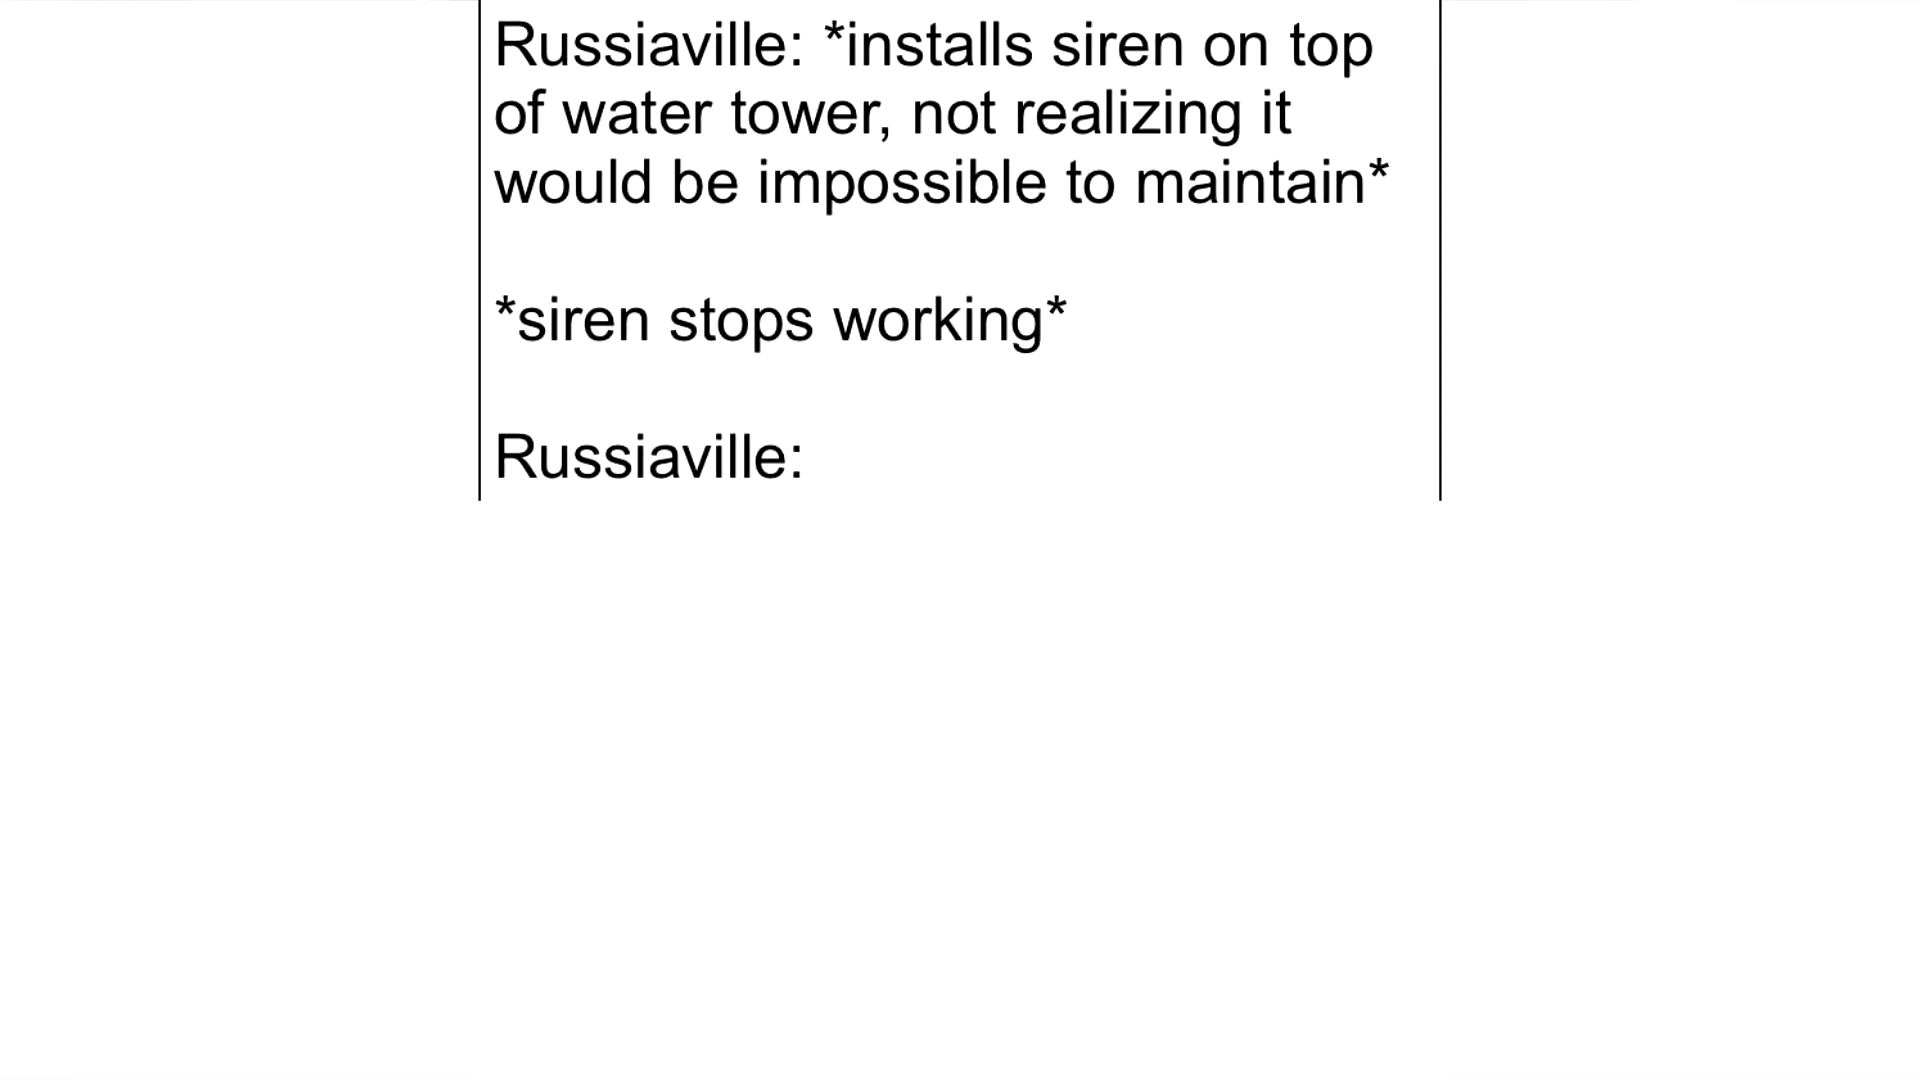 Russiaville: *installs siren on top
of water tower, not realizing it
would be impossible to maintain*
*siren stops working*
Russiaville: